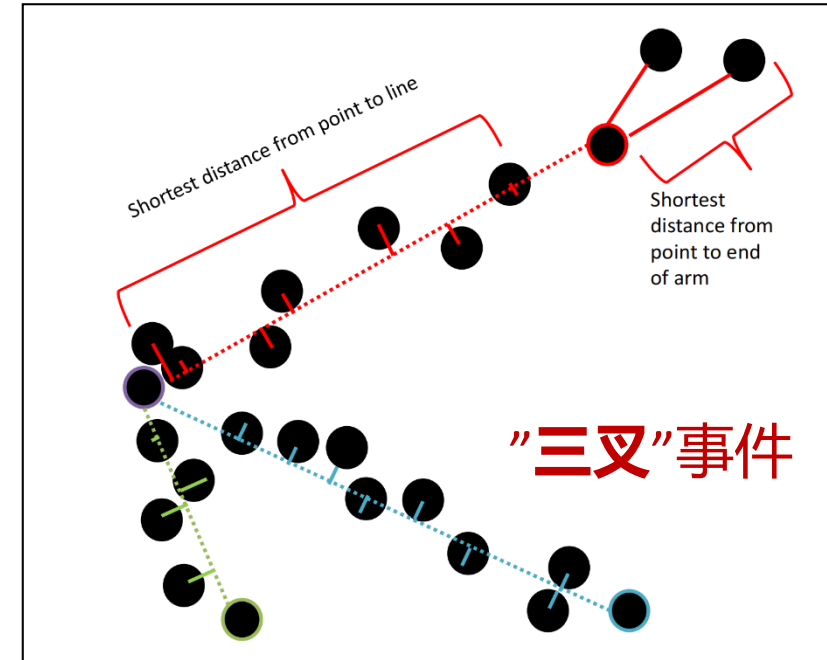 Shortest distance from point to line
Shortest
distance from
point to end
of arm
”三叉”事件